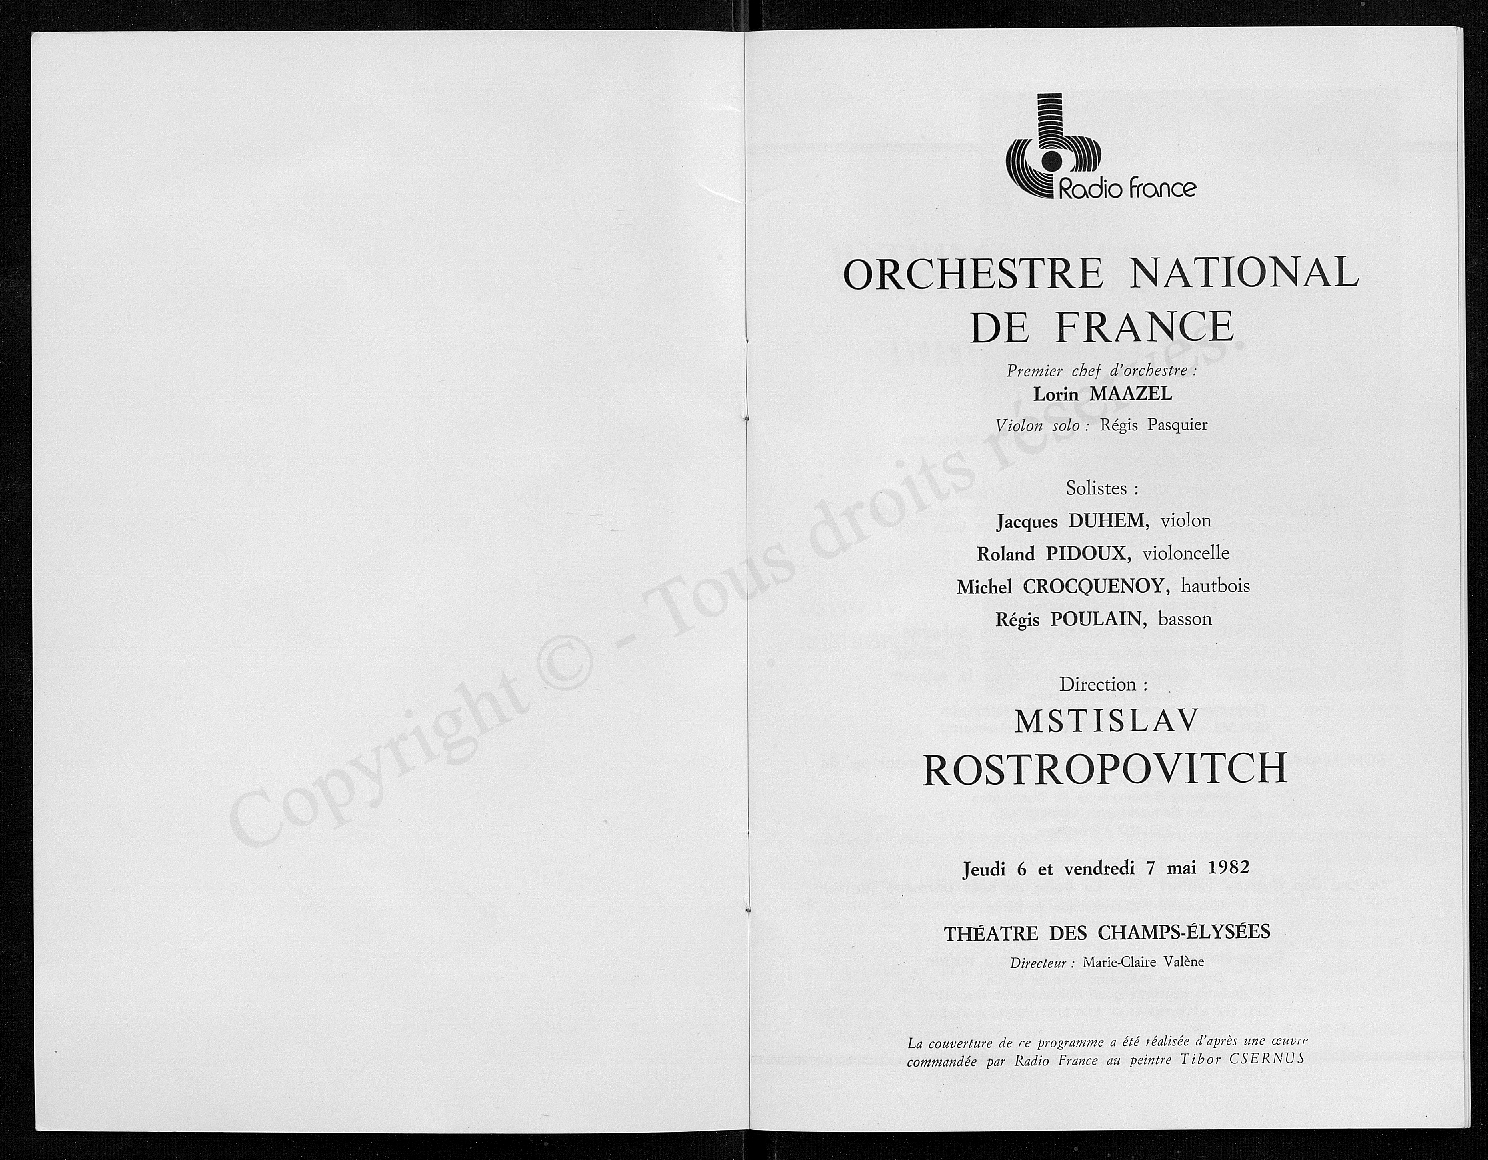 Radio France
ORCHESTRE NATIONAL
DE FRANCE
Premier chef d'orchestre :
Lorin MAAZEL
Violon solo : Régis Pasquier
Solistes :
Jacques DUHEM, violon
Roland PIDOUX, violoncelle
Michel CROCQUENOY, hautbois
Régis POULAIN, basson
Direction :
MSTISLAV
ROSTROPOVITCH
Jeudi 6 et vendredi 7 mai 1982
THÉATRE DES CHAMPS-ÉLYSÉES
Directeur : Marie-Claire Valène
La couverture de ce programme a été réalisée d'après une œuvre
commandée par Radio France au peintre Tibor CSERNUS
Copyright © - Tous droits réservés.